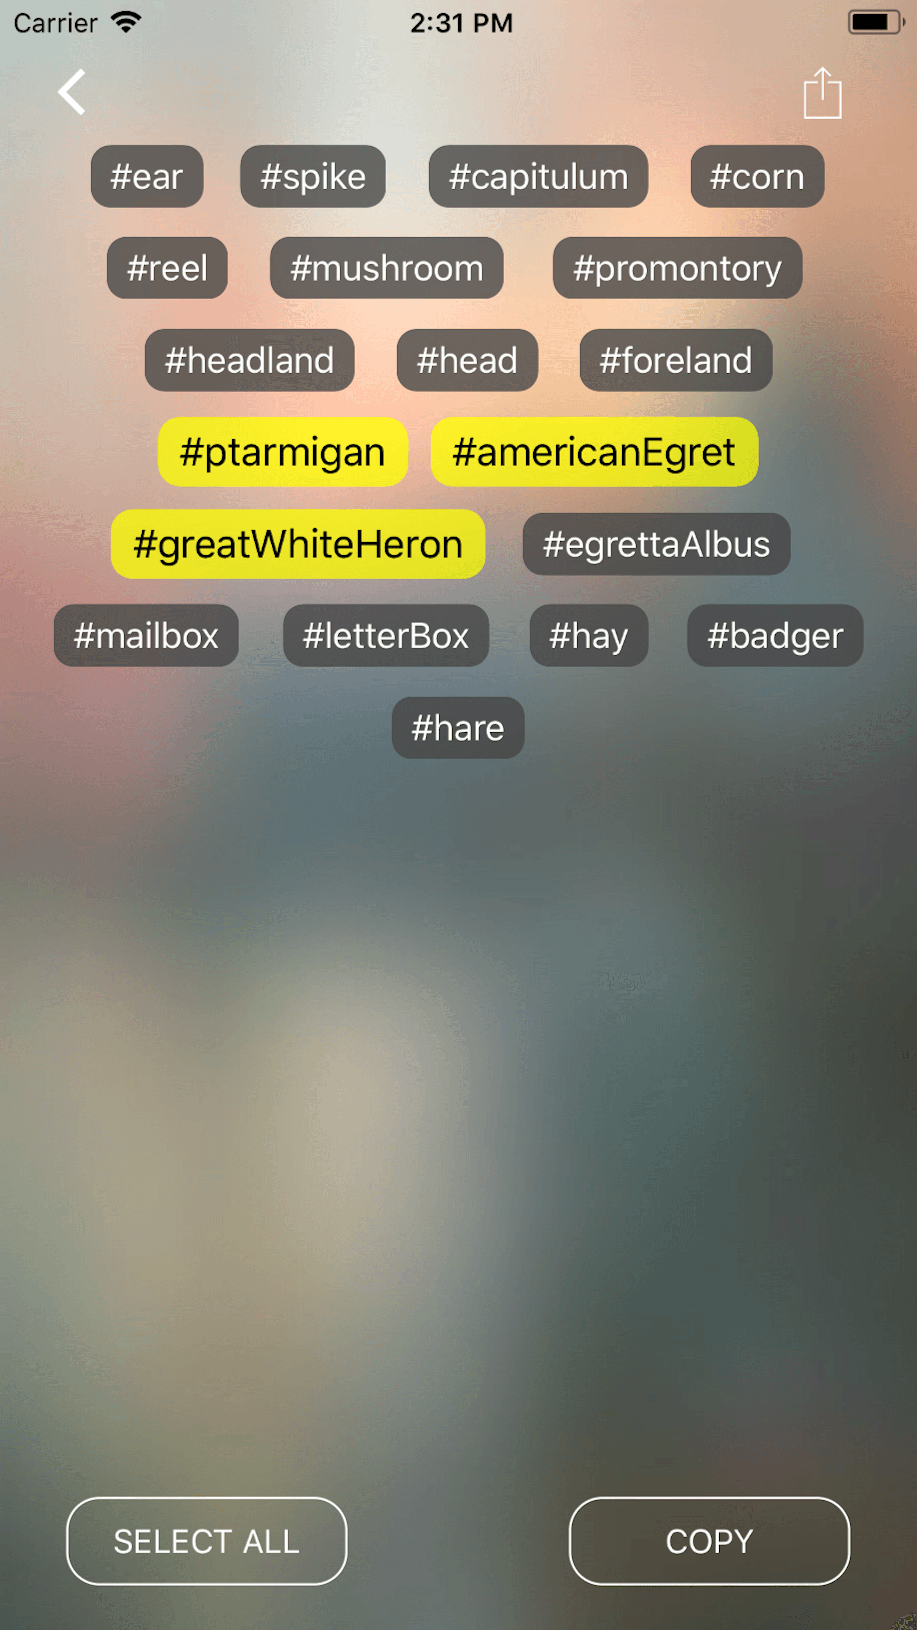 Carrier 2:31 PM
#ear #spike #capitulum #corn
#reel #mushroom #promontory
#headland #head #foreland
#ptarmigan #americanEgret
#greatWhiteHeron #egrettaAlbus
#mailbox #letterBox #hay #badger
#hare
SELECT ALL COPY